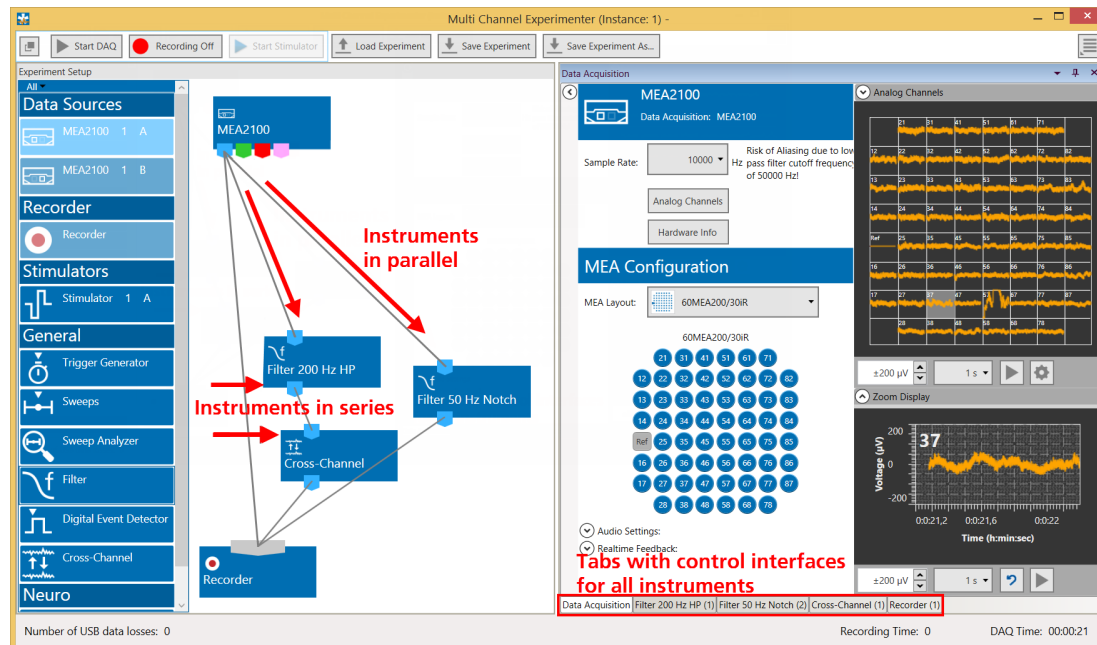 Multi Channel Experimenter (Instance: 1) -
Start DAQ
Recording Off
Start Stimulator
Load Experiment
Save Experiment
Save Experiment As...
Experiment Setup
All
Data Sources
MEA2100 1 A
MEA2100 1 B
Recorder
Recorder
Stimulators
Stimulator 1 A
General
Trigger Generator
Sweeps
Sweep Analyzer
Filter
Digital Event Detector
Cross-Channel
Neuro
MEA2100
Instruments
in parallel
Filter 200 Hz HP
Filter 50 Hz Notch
Instruments in series
Cross-Channel
Recorder
Data Acquisition
MEA2100
Data Acquisition: MEA2100
Sample Rate:
10000
Hz
Risk of Aliasing due to low
pass filter cutoff frequency
of 50000 Hz!
Analog Channels
Hardware Info
MEA Configuration
MEA Layout:
60MEA200/30iR
60MEA200/30iR
21 31 41 51 61 71
12 22 32 42 52 62 72 82
13 23 33 43 53 63 73 83
14 24 34 44 54 64 74 84
Ref 25 35 45 55 65 75 85
16 26 36 46 56 66 76 86
17 27 37 47 57 67 77 87
28 38 48 58 68 78
Audio Settings:
Realtime Feedback:
Tabs with control interfaces
for all instruments
Data Acquisition
Filter 200 Hz HP (1)
Filter 50 Hz Notch (2)
Cross-Channel (1)
Recorder (1)
Analog Channels
21 31 41 51 61 71
12 22 32 42 52 62 72 82
13 23 33 43 53 63 73 83
14 24 34 44 54 64 74 84
Ref 25 35 45 55 65 75 85
16 26 36 46 56 66 76 86
17 27 37 47 57 67 77 87
28 38 48 58 68 78
±200 µV
1 s
Zoom Display
37
Voltage (µV)
200
0
-200
0:0:21,2 0:0:21,6 0:0:22
Time (h:min:sec)
±200 µV
1 s
Number of USB data losses: 0
Recording Time: 0
DAQ Time: 00:00:21